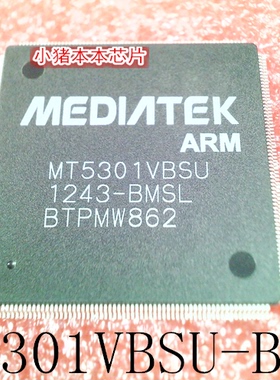 小猪本本芯片
MEDIATEK
ARM
MT5301VBSU
1243-BMSL
BTPMW862
301VBSU-B